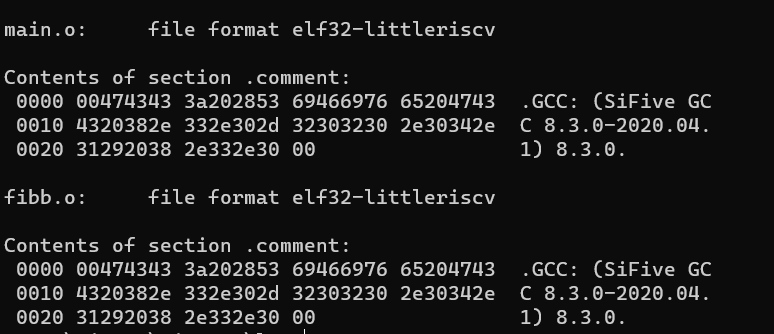 main.o:     file format elf32-littleriscv
Contents of section .comment:
 0000 00474343 3a202853 69466976 65204743  .GCC: (SiFive GC
 0010 4320382e 332e302d 32303230 2e30342e  C 8.3.0-2020.04.
 0020 31292038 2e332e30 00                 1) 8.3.0.
fibb.o:     file format elf32-littleriscv
Contents of section .comment:
 0000 00474343 3a202853 69466976 65204743  .GCC: (SiFive GC
 0010 4320382e 332e302d 32303230 2e30342e  C 8.3.0-2020.04.
 0020 31292038 2e332e30 00                 1) 8.3.0.